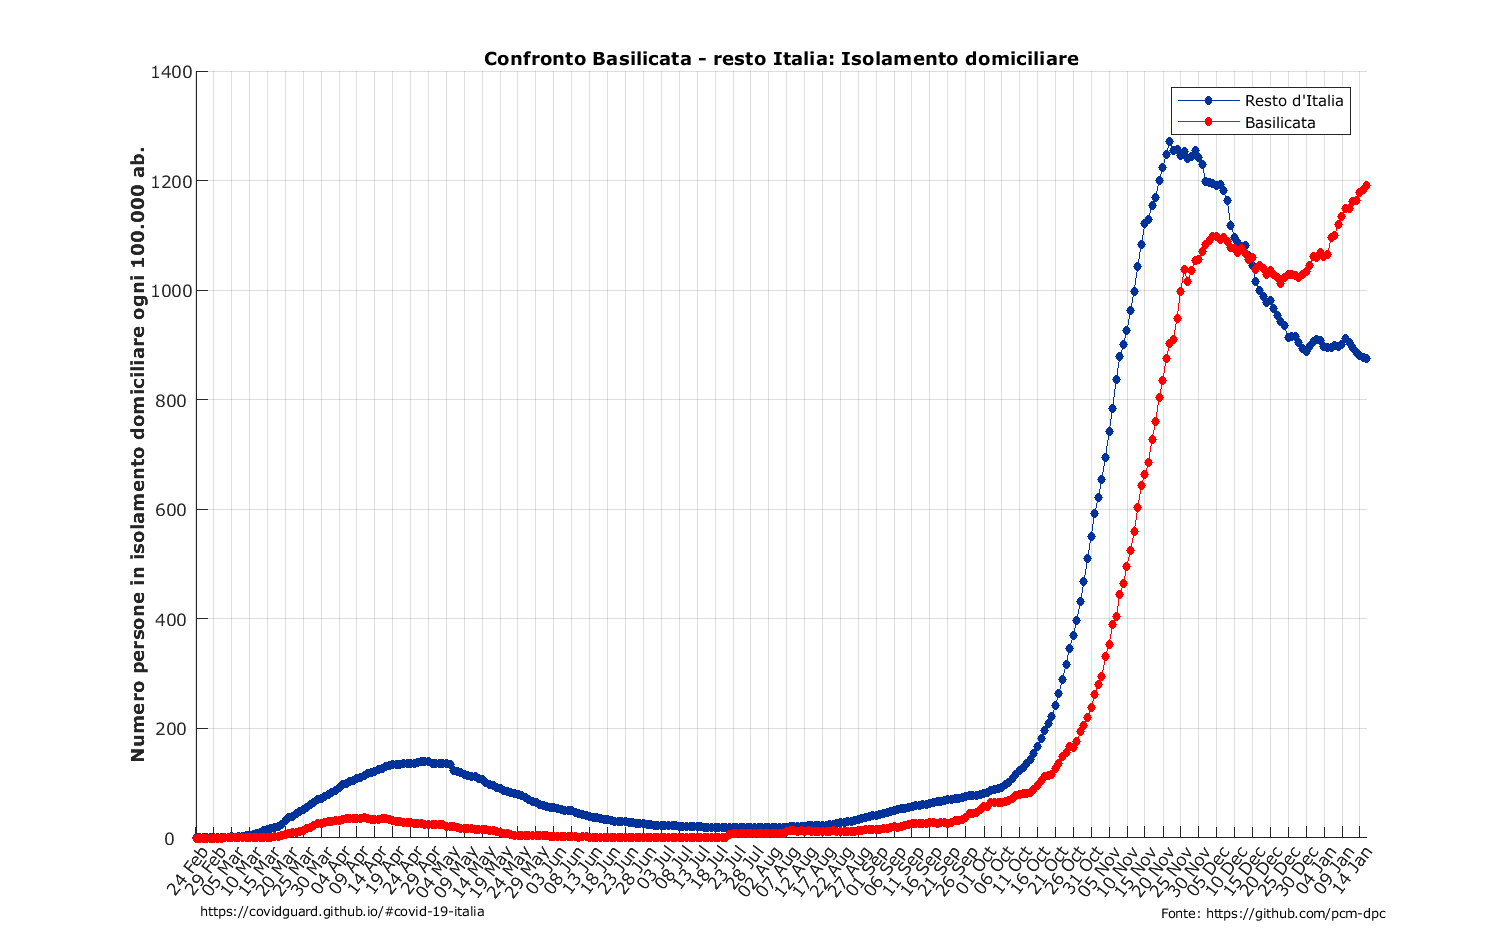 Confronto Basilicata - resto Italia: Isolamento domiciliare
Numero persone in isolamento domiciliare ogni 100.000 ab.
1400
1200
1000
800
600
400
200
0
Resto d'Italia
Basilicata
24 Feb
29 Feb
05 Mar
10 Mar
15 Mar
20 Mar
25 Mar
30 Mar
04 Apr
09 Apr
14 Apr
19 Apr
24 Apr
29 Apr
04 May
09 May
14 May
19 May
24 May
29 May
03 Jun
08 Jun
13 Jun
18 Jun
23 Jun
28 Jun
03 Jul
08 Jul
13 Jul
18 Jul
23 Jul
28 Jul
02 Aug
07 Aug
12 Aug
17 Aug
22 Aug
27 Aug
01 Sep
06 Sep
11 Sep
16 Sep
21 Sep
26 Sep
01 Oct
06 Oct
11 Oct
16 Oct
21 Oct
26 Oct
31 Oct
05 Nov
10 Nov
15 Nov
20 Nov
25 Nov
30 Nov
05 Dec
10 Dec
15 Dec
20 Dec
25 Dec
30 Dec
04 Jan
09 Jan
14 Jan
https://covidguard.github.io/#covid-19-italia
Fonte: https://github.com/pcm-dpc